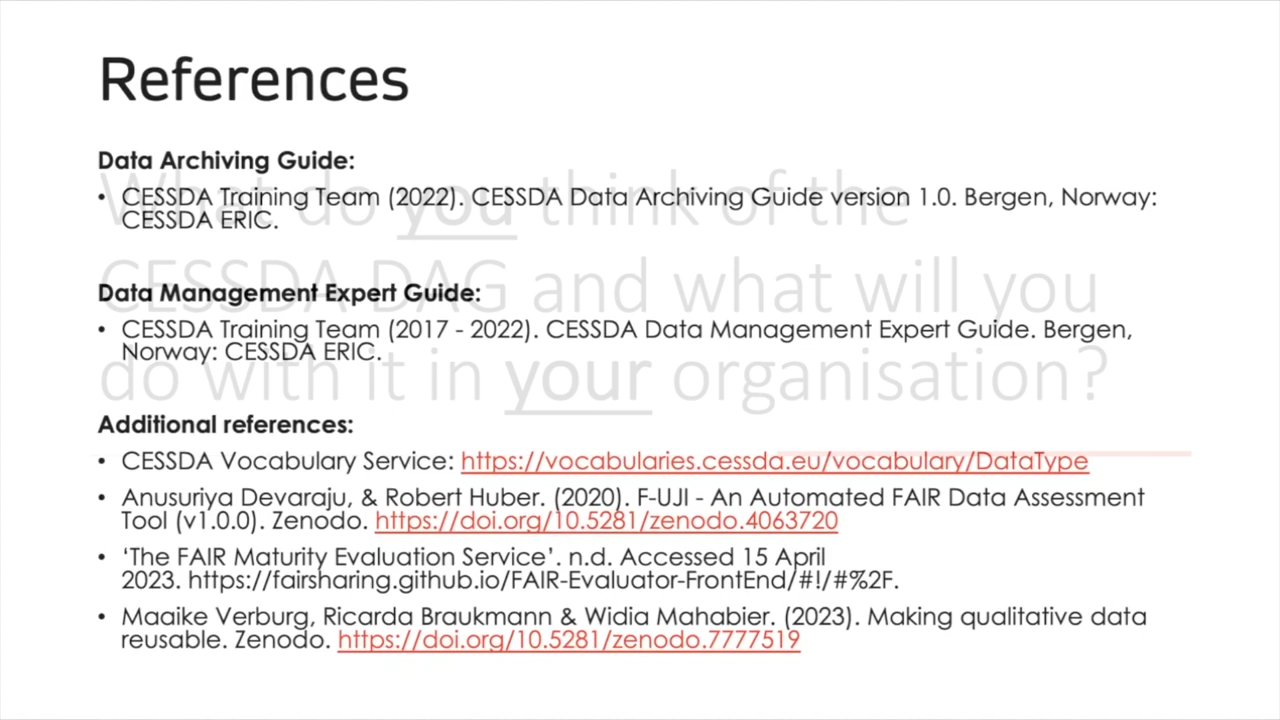 References
Data Archiving Guide:
• CESSDA Training Team (2022). CESSDA Data Archiving Guide version 1.0. Bergen, Norway:
CESSDA ERIC.
What do you think of the
CESSDA DAG and what will you
do with it in your organisation?
Data Management Expert Guide:
• CESSDA Training Team (2017 - 2022). CESSDA Data Management Expert Guide. Bergen,
Norway: CESSDA ERIC.
Additional references:
• CESSDA Vocabulary Service: https://vocabularies.cessda.eu/vocabulary/DataType
• Anusuriya Devaraju, & Robert Huber. (2020). F-UJI - An Automated FAIR Data Assessment
Tool (v1.0.0). Zenodo. https://doi.org/10.5281/zenodo.4063720
• ‘The FAIR Maturity Evaluation Service’. n.d. Accessed 15 April
2023. https://fairsharing.github.io/FAIR-Evaluator-FrontEnd/#!/#%2F.
• Maaike Verburg, Ricarda Braukmann & Widia Mahabier. (2023). Making qualitative data
reusable. Zenodo. https://doi.org/10.5281/zenodo.7777519